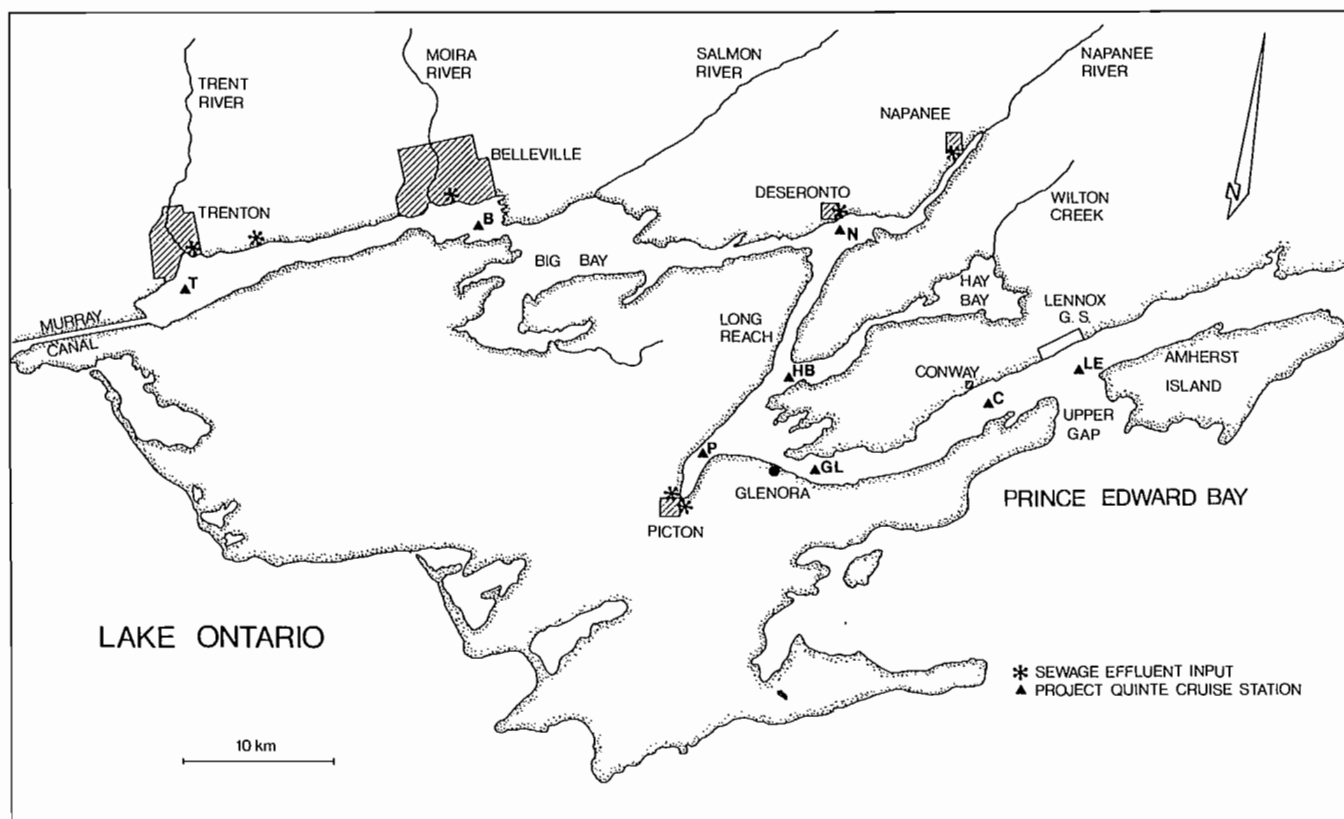 TRENT
RIVER
MOIRA
RIVER
SALMON
RIVER
NAPANEE
RIVER
NAPANEE
BELLEVILLE
DESERONTO
WILTON
CREEK
TRENTON
B
N
N
T
BIG BAY
HAY
BAY
LENNOX
G. S.
MURRAY
CANAL
LONG
REACH
HB
CONWAY
LE
AMHERST
ISLAND
C
UPPER
GAP
P
GL
GLENORA
PICTON
PRINCE EDWARD BAY
LAKE ONTARIO
SEWAGE EFFLUENT INPUT
PROJECT QUINTE CRUISE STATION
10 km